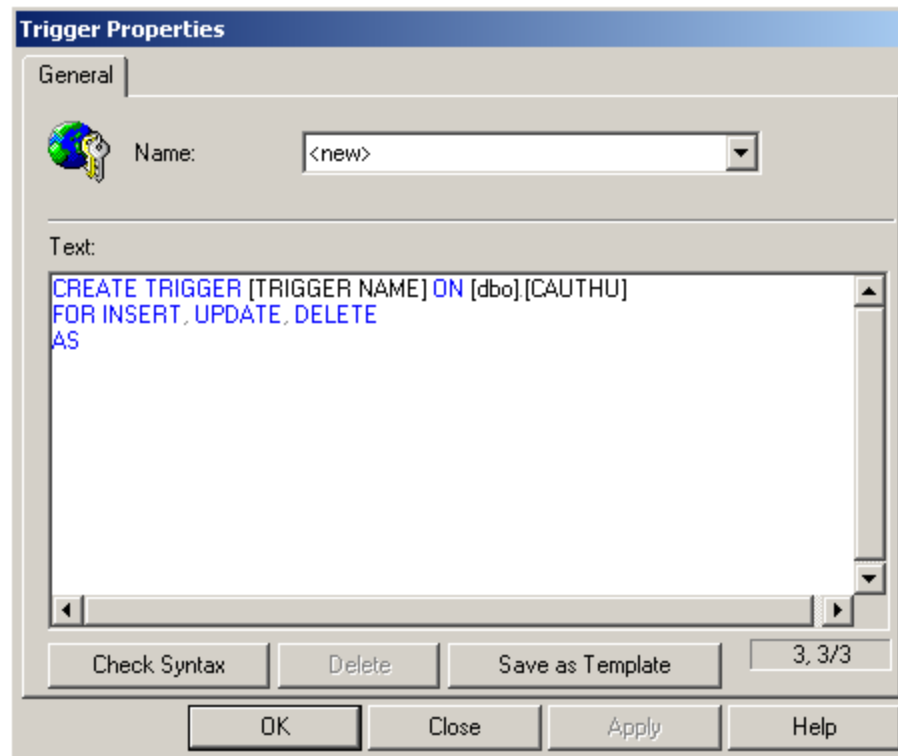 Trigger Properties
General
Name:
<new>
Text:
CREATE TRIGGER [TRIGGER NAME] ON [dbo].[CAUTHU]
FOR INSERT, UPDATE, DELETE
AS
Check Syntax
Delete
Save as Template
3, 3/3
OK
Close
Apply
Help